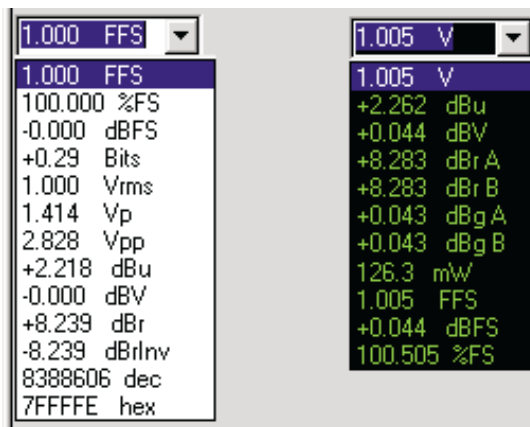 1.000 FFS
1.000 FFS
100.000 %FS
-0.000 dBFS
+0.29 Bits
1.000 Vrms
1.414 Vp
2.828 Vpp
+2.218 dBu
-0.000 dBV
+8.239 dBr
-8.239 dBrInv
8388606 dec
7FFFFE hex
1.005 V
1.005 V
+2.262 dBu
+0.044 dBV
+8.283 dBr A
+8.283 dBr B
+0.043 dBg A
+0.043 dBg B
126.3 mW
1.005 FFS
+0.044 dBFS
100.505 %FS